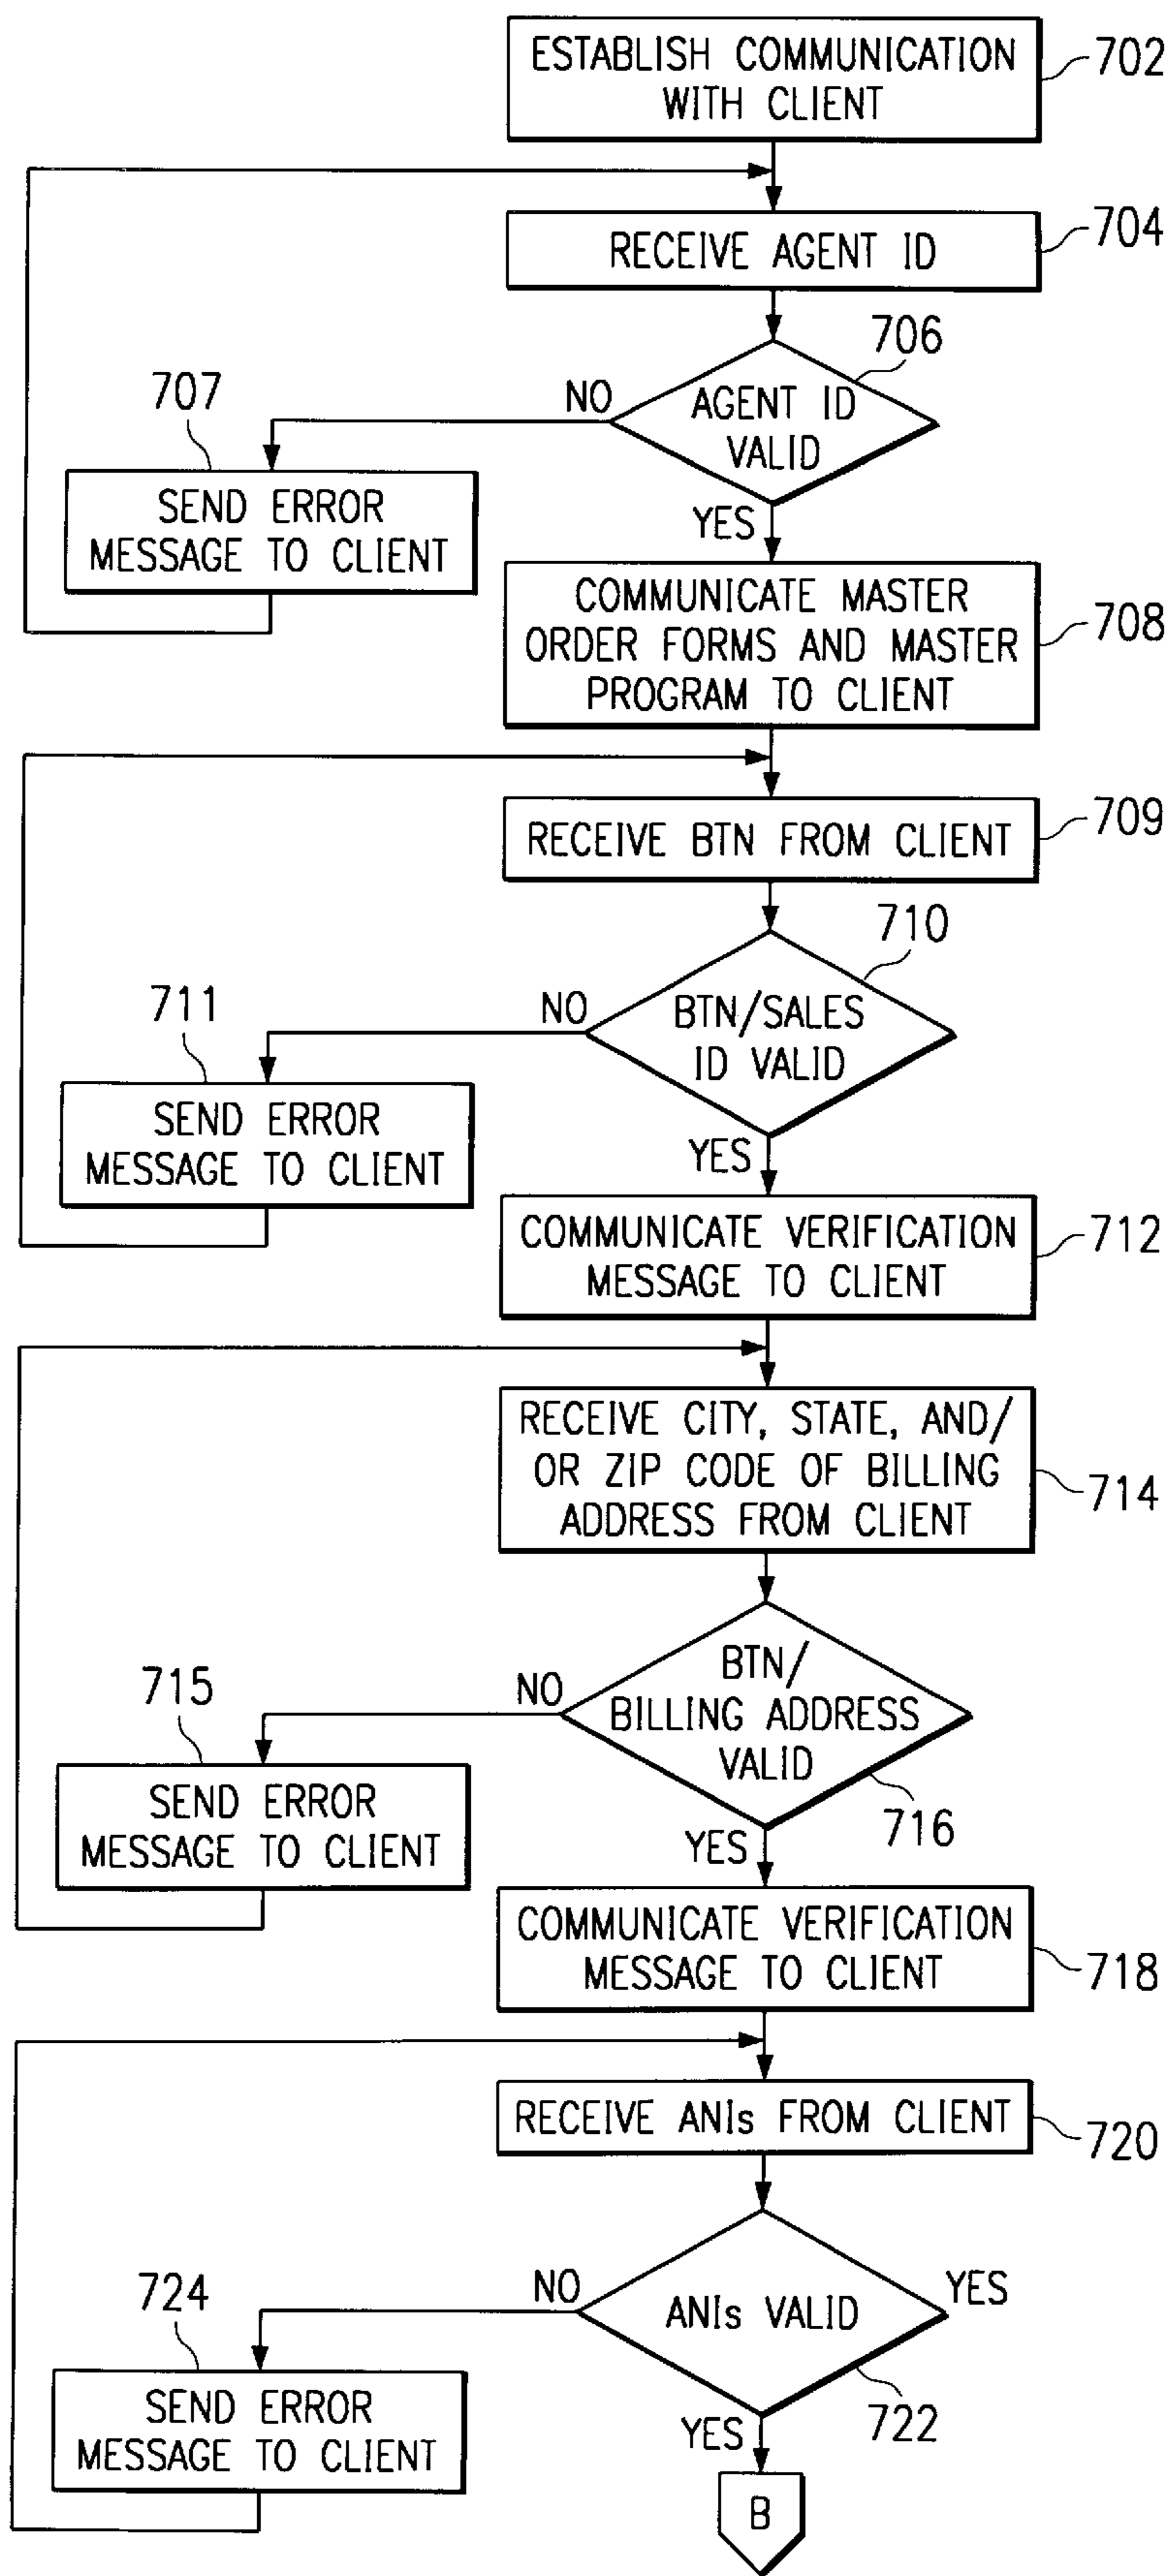 ESTABLISH COMMUNICATION
WITH CLIENT
702
RECEIVE AGENT ID
704
706
AGENT ID
VALID
NO
707
SEND ERROR
MESSAGE TO CLIENT
YES
COMMUNICATE MASTER
ORDER FORMS AND MASTER
PROGRAM TO CLIENT
708
RECEIVE BTN FROM CLIENT
709
710
BTN/SALES
ID VALID
NO
711
SEND ERROR
MESSAGE TO CLIENT
YES
COMMUNICATE VERIFICATION
MESSAGE TO CLIENT
712
RECEIVE CITY, STATE, AND/
OR ZIP CODE OF BILLING
ADDRESS FROM CLIENT
714
BTN/
BILLING ADDRESS
VALID
716
NO
715
SEND ERROR
MESSAGE TO CLIENT
YES
COMMUNICATE VERIFICATION
MESSAGE TO CLIENT
718
RECEIVE ANIs FROM CLIENT
720
ANIs VALID
YES
722
NO
724
SEND ERROR
MESSAGE TO CLIENT
YES
B